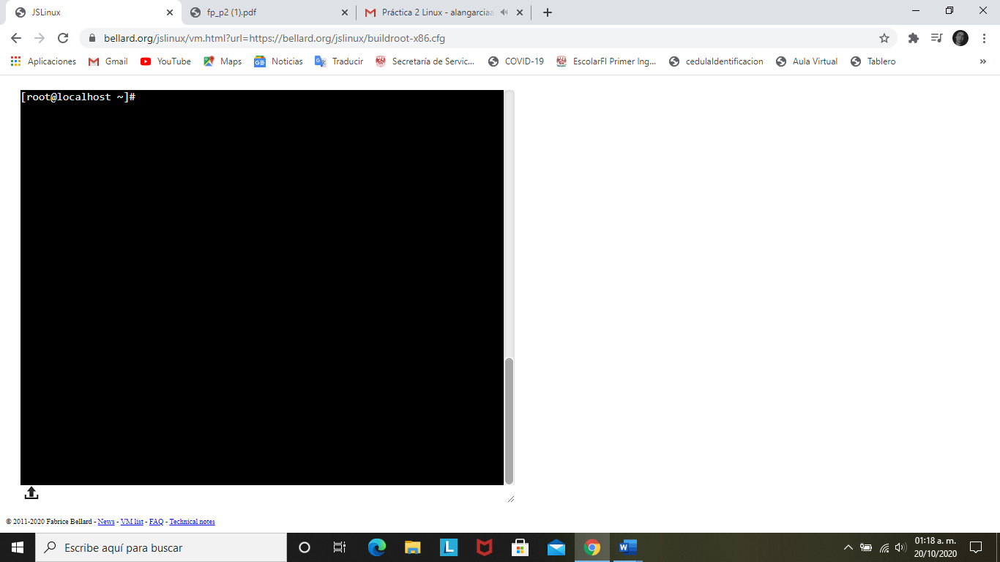 JSLinux
fp_p2 (1).pdf
Práctica 2 Linux - alangarciaa
bellard.org/jslinux/vm.html?url=https://bellard.org/jslinux/buildroot-x86.cfg
Aplicaciones
Gmail
YouTube
Maps
Noticias
Traducir
Secretaría de Servic...
COVID-19
EscolarFI Primer Ing...
cedulaIdentificacion
Aula Virtual
Tablero
»
[root@localhost ~]#
© 2011-2020 Fabrice Bellard - News - VM list - FAQ - Technical notes
Escribe aquí para buscar
01:18 a. m.
20/10/2020